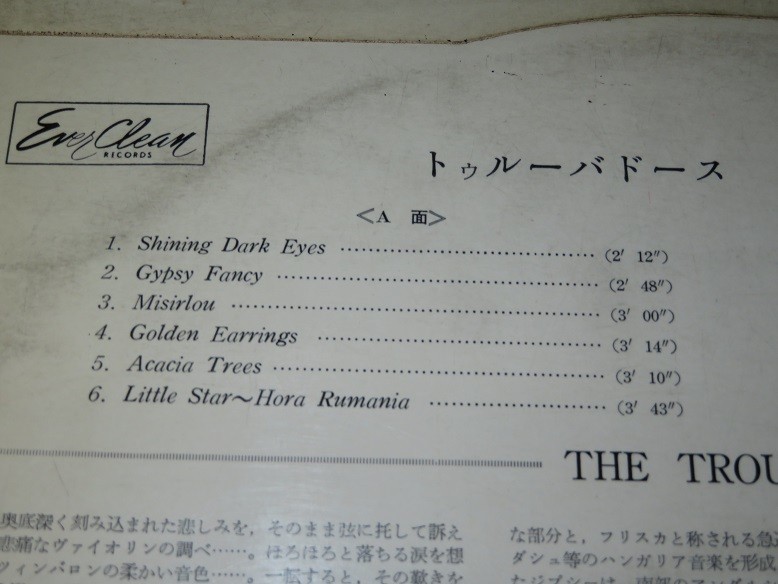 Ever Clean
RECORDS
トゥルーバドース
<A 面>
1. Shining Dark Eyes ........................................ (2′ 12″)
2. Gypsy Fancy ........................................ (2′ 48″)
3. Misirlou ........................................ (3′ 00″)
4. Golden Earrings ........................................ (3′ 14″)
5. Acacia Trees ........................................ (3′ 10″)
6. Little Star～Hora Rumania ........................................ (3′ 43″)
THE TROU
奥底深く刻み込まれた悲しみを，そのまま弦に托して訴え
悲痛なヴァイオリンの調べ……。ほろほろと落ちる涙を想
ツィンバロンの柔かい音色……。一転すると，その歎きを
な部分と，フリスカと称される急速
ダシュ等のハンガリア音楽を形成
たジプシーは